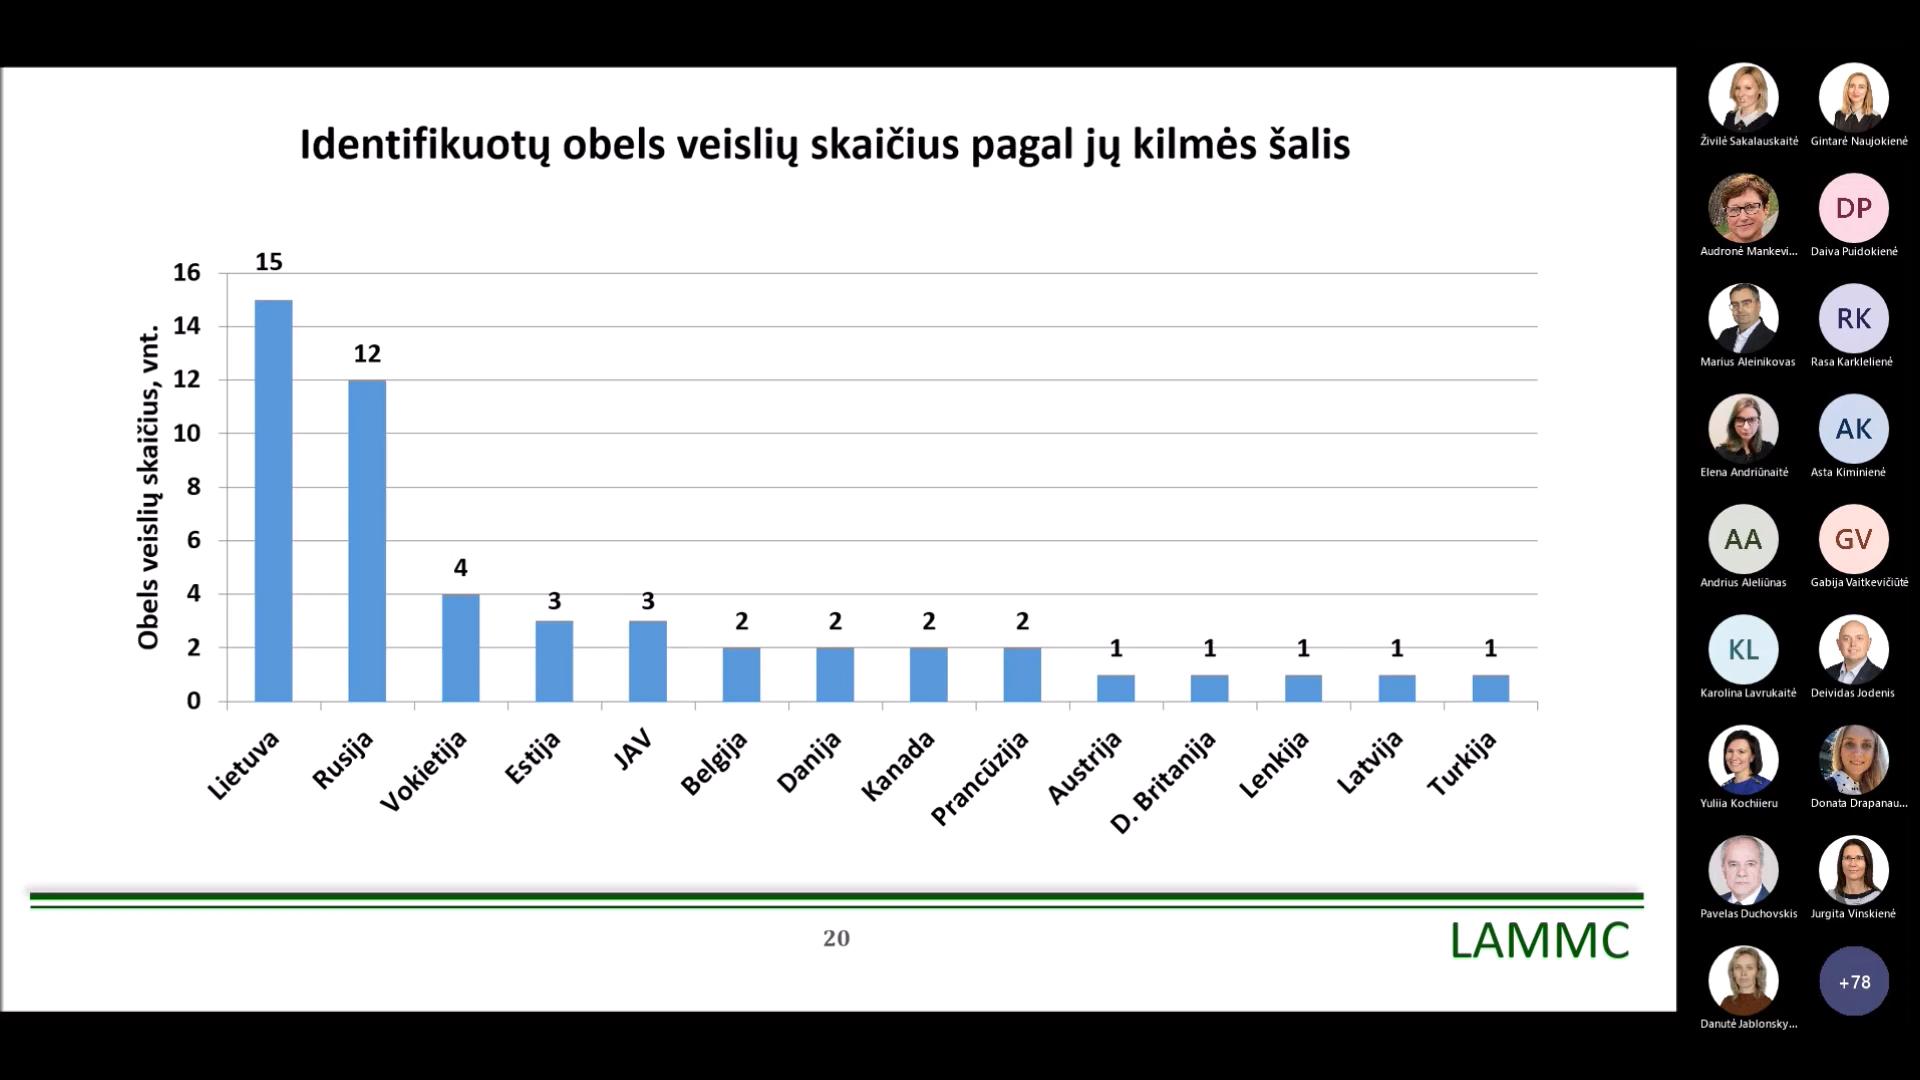 Identifikuotų obels veislių skaičius pagal jų kilmės šalis
Obels veislių skaičius, vnt.
16
14
12
10
8
6
4
2
0
15
12
4
3
3
2
2
2
2
1
1
1
1
1
Lietuva
Rusija
Vokietija
Estija
JAV
Belgija
Danija
Kanada
Prancūzija
Austrija
D. Britanija
Lenkija
Latvija
Turkija
20
LAMMC
Živilė Sakalauskaitė
Gintarė Naujokienė
Audronė Mankevi...
DP
Daiva Puidokienė
Marius Aleinikovas
RK
Rasa Karklelienė
Elena Andriūnaitė
AK
Asta Kiminienė
AA
Andrius Aleliūnas
GV
Gabija Vaitkevičiūtė
KL
Karolina Lavrukaitė
Deividas Jodenis
Yuliia Kochiieru
Donata Drapanau...
Pavelas Duchovskis
Jurgita Vinskienė
Danutė Jablonsky...
+78